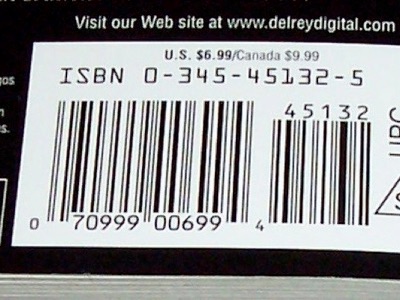 Visit our Web site at www.delreydigital.com
U.S. $6.99/Canada $9.99
ISBN 0-345-45132-5
45132
0 70999 00699 4
UPC